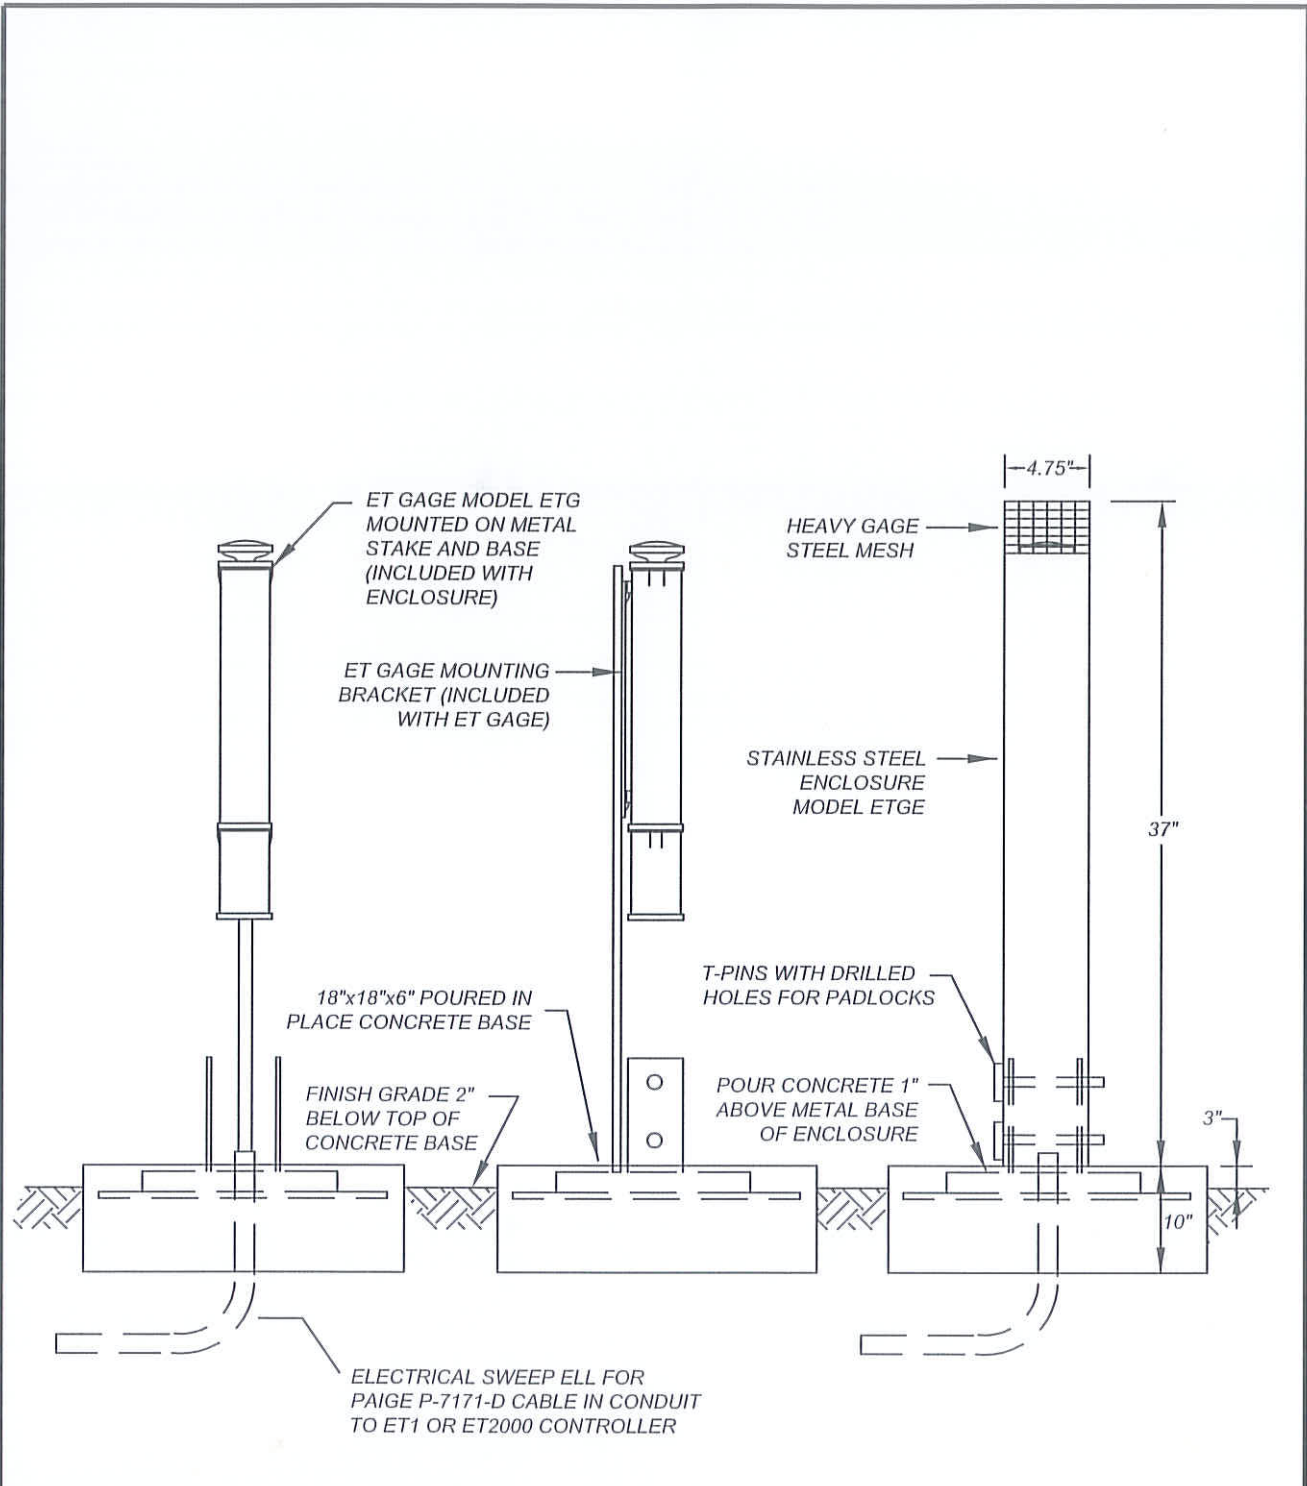 4.75"
ET GAGE MODEL ETG
MOUNTED ON METAL
STAKE AND BASE
(INCLUDED WITH
ENCLOSURE)
HEAVY GAGE
STEEL MESH
ET GAGE MOUNTING
BRACKET (INCLUDED
WITH ET GAGE)
STAINLESS STEEL
ENCLOSURE
MODEL ETGE
37"
T-PINS WITH DRILLED
HOLES FOR PADLOCKS
18"x18"x6" POURED IN
PLACE CONCRETE BASE
FINISH GRADE 2"
BELOW TOP OF
CONCRETE BASE
POUR CONCRETE 1"
ABOVE METAL BASE
OF ENCLOSURE
3"
10"
ELECTRICAL SWEEP ELL FOR
PAIGE P-7171-D CABLE IN CONDUIT
TO ET1 OR ET2000 CONTROLLER